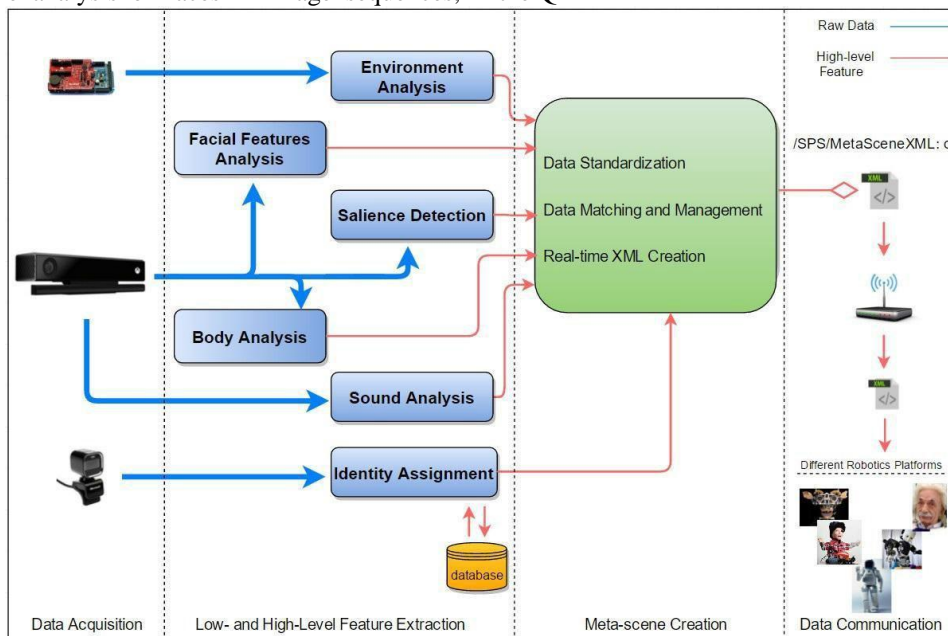 Raw Data
High-level
Feature
Environment
Analysis
Facial Features
Analysis
Salience Detection
Body Analysis
Sound Analysis
Identity Assignment
database
Data Standardization
Data Matching and Management
Real-time XML Creation
/SPS/MetaSceneXML:
XML
</>
XML
</>
Different Robotics Platforms
Data Acquisition
Low- and High-Level Feature Extraction
Meta-scene Creation
Data Communication